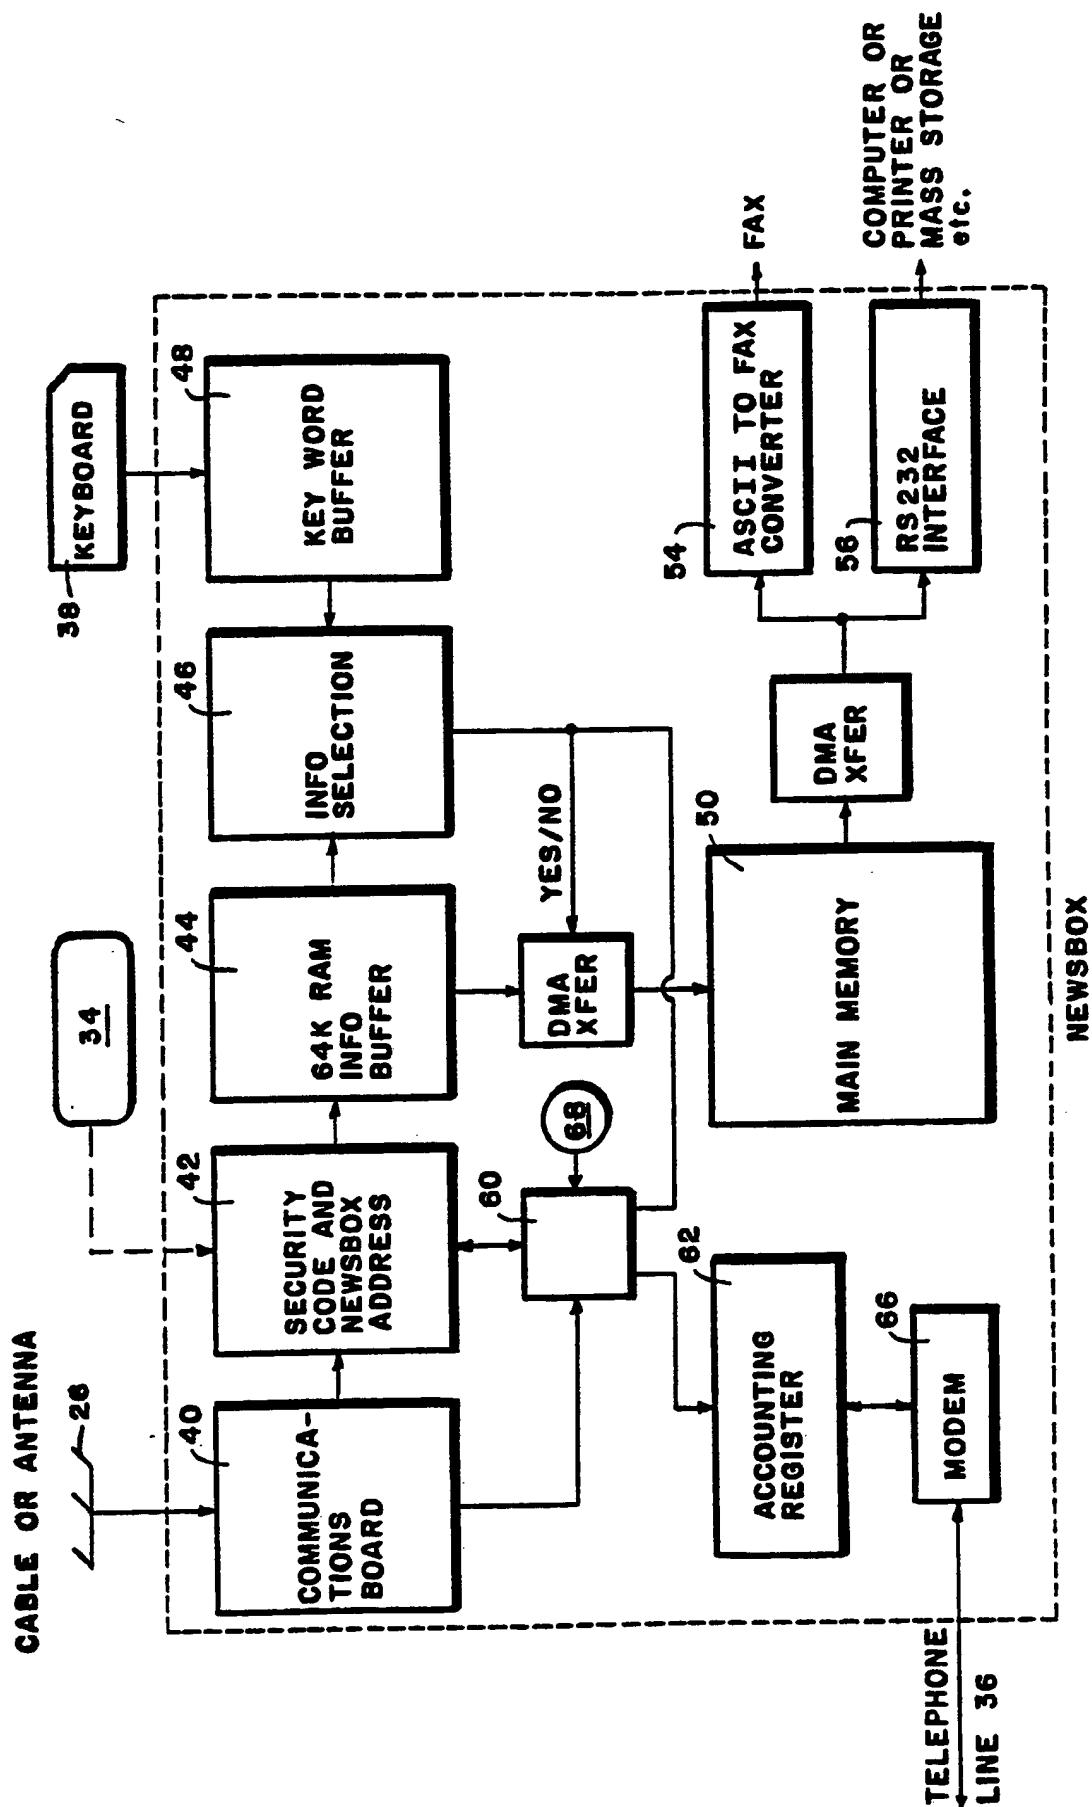 CABLE OR ANTENNA
26
34
38
KEYBOARD
40
COMMUNICA-
TIONS
BOARD
42
SECURITY
CODE AND
NEWSBOX
ADDRESS
44
64K RAM
INFO
BUFFER
46
INFO
SELECTION
48
KEY WORD
BUFFER
60
68
DMA
XFER
YES/NO
62
ACCOUNTING
REGISTER
50
MAIN MEMORY
DMA
XFER
54
ASCII TO FAX
CONVERTER
FAX
58
RS232
INTERFACE
COMPUTER OR
PRINTER OR
MASS STORAGE
etc.
66
MODEM
TELEPHONE
LINE 36
NEWSBOX